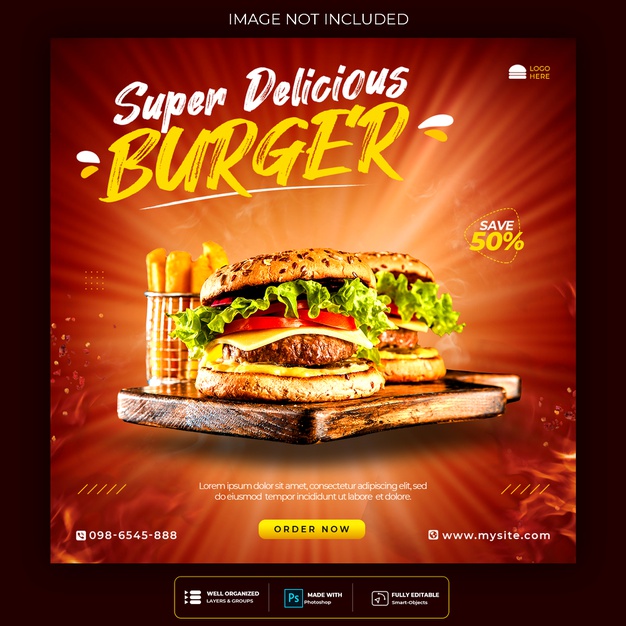 IMAGE NOT INCLUDED
LOGO
HERE
Super Delicious
BURGER
SAVE
50%
Lorem ipsum dolor sit amet, consectetur adipiscing elit, sed
do eiusmod tempor incididunt ut labore et dolore.
098-6545-888
ORDER NOW
www.mysite.com
WELL ORGANIZED
LAYERS & GROUPS
Ps
MADE WITH
Photoshop
FULLY EDITABLE
Smart-Objects